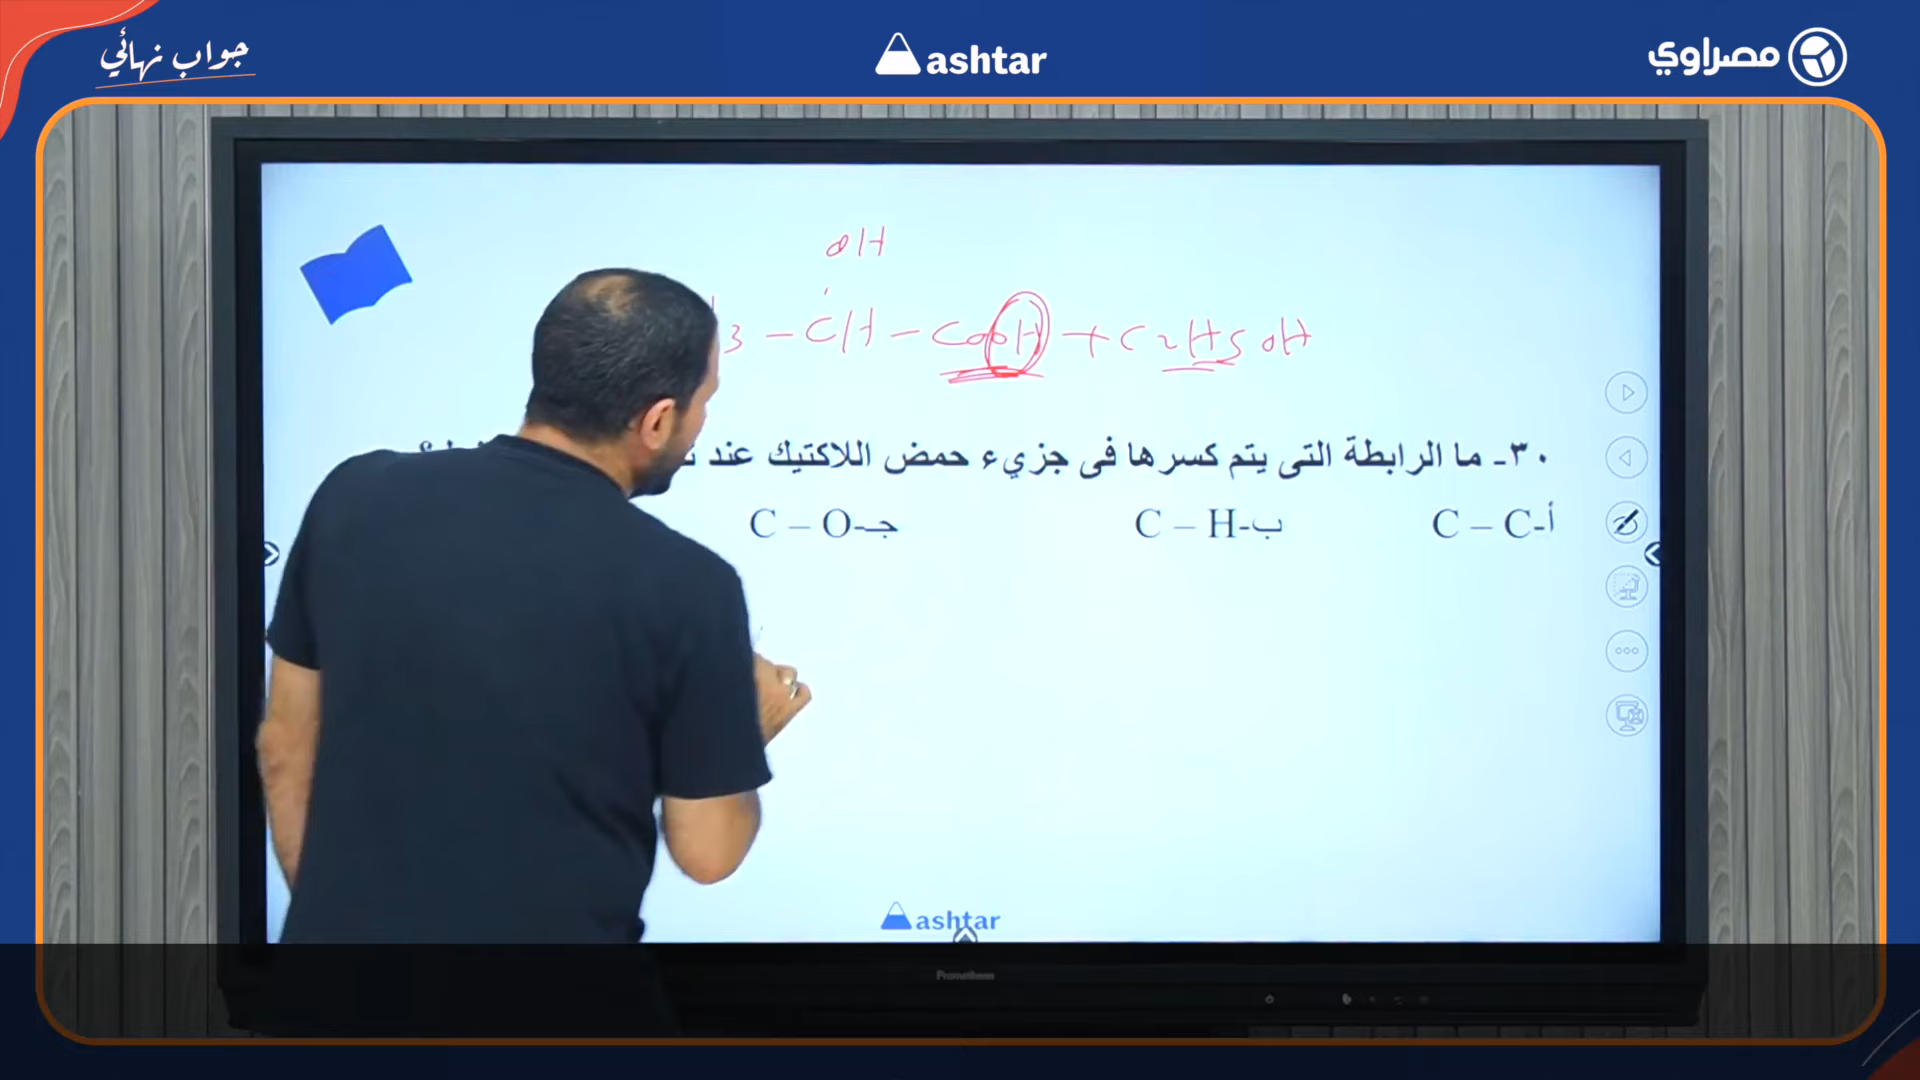 جواب نهائي
ashtar
مصراوي
OH
3 – CH – COOH + C2H5OH
٣٠- ما الرابطة التى يتم كسرها فى جزيء حمض اللاكتيك عند
أ- C – C
ب- C – H
جـ- C – O
ashtar
Promethean